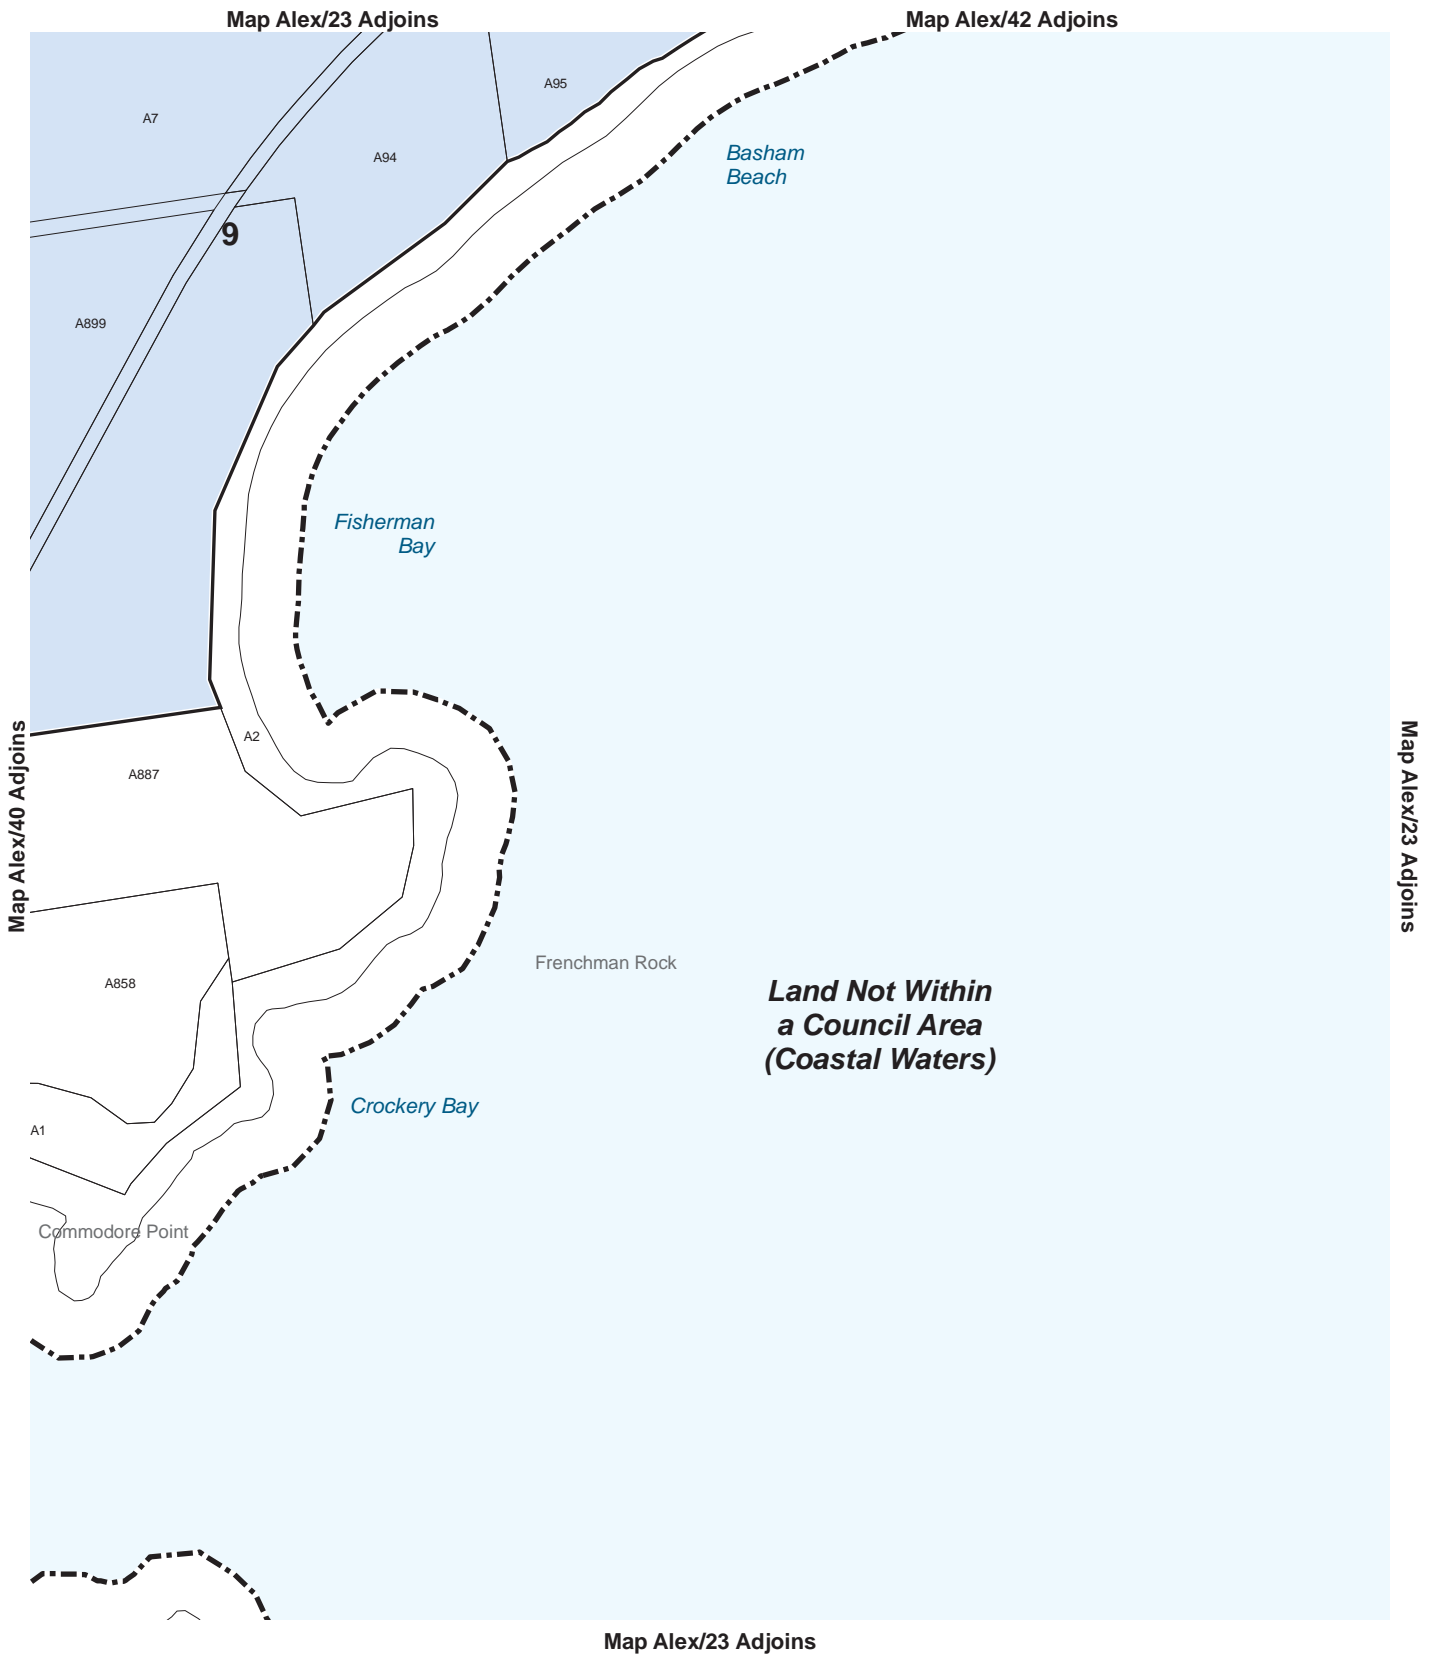 Map Alex/23 Adjoins
Map Alex/42 Adjoins
A95
A7
A94
Basham
Beach
9
A899
Fisherman
Bay
Map Alex/40 Adjoins
Map Alex/23 Adjoins
A2
A887
Frenchman Rock
A858
Land Not Within
a Council Area
(Coastal Waters)
Crockery Bay
A1
Commodore Point
Map Alex/23 Adjoins